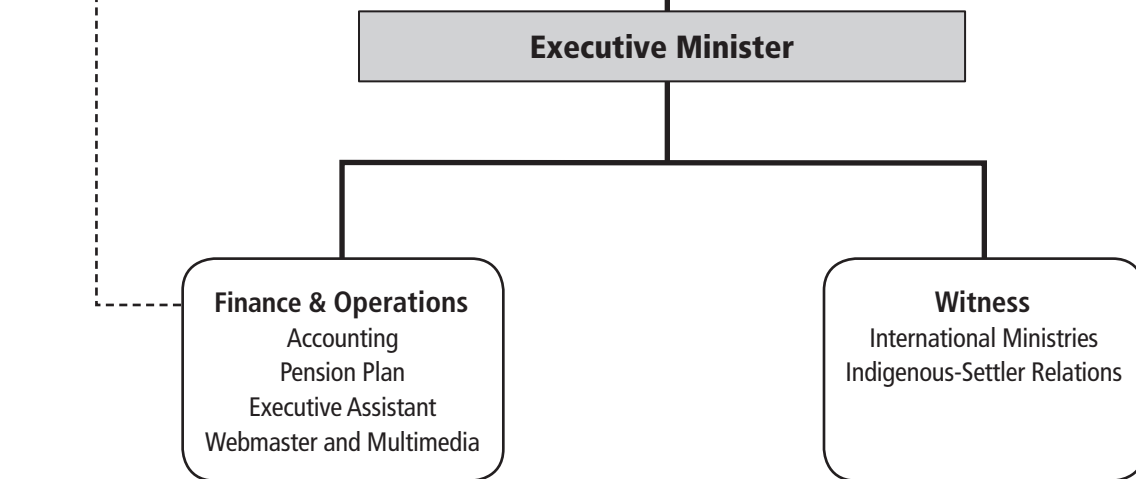 Executive Minister
Finance & Operations
Accounting
Pension Plan
Executive Assistant
Webmaster and Multimedia
Witness
International Ministries
Indigenous-Settler Relations